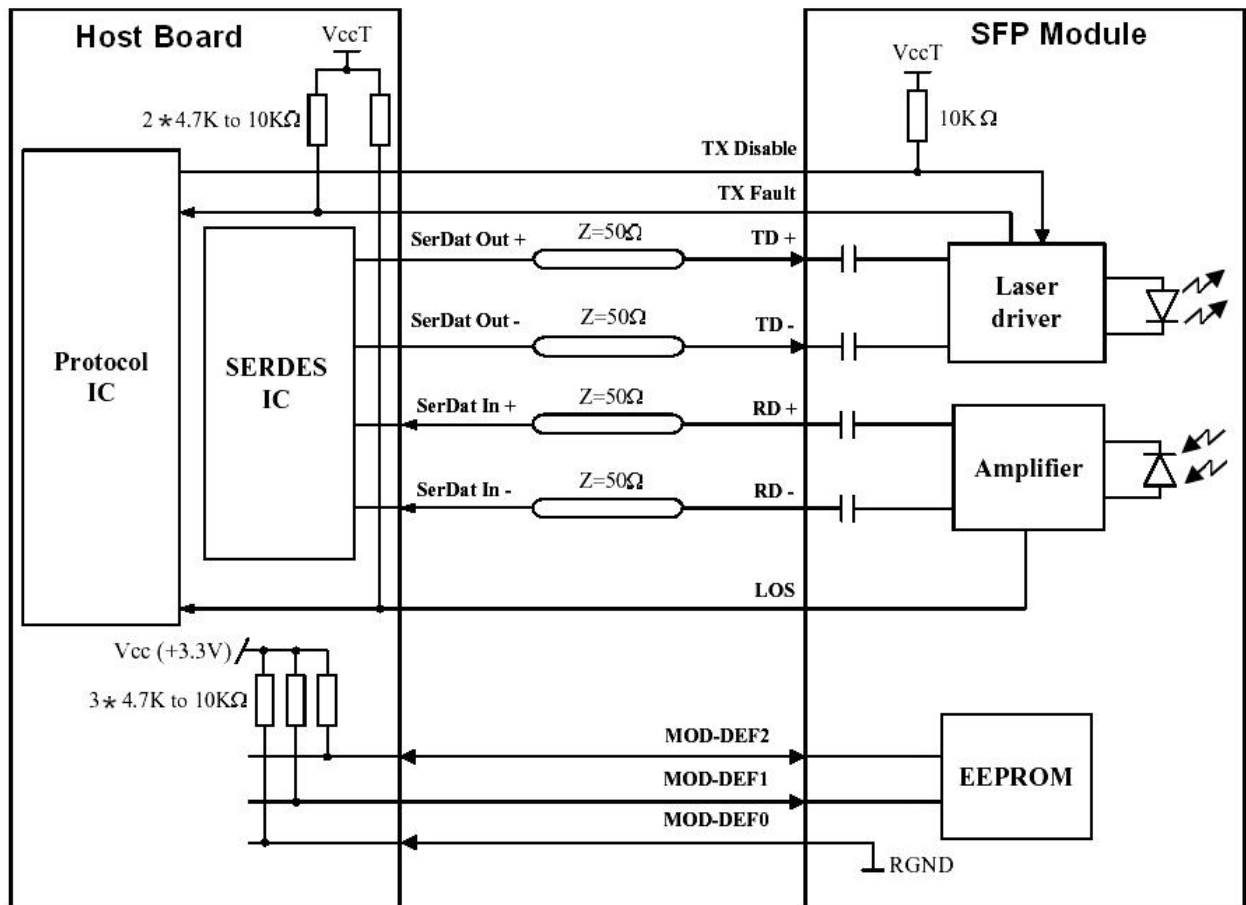 Host Board
VccT
SFP Module
VccT
2*4.7K to 10KΩ
10KΩ
TX Disable
TX Fault
SerDat Out +
Z=50Ω
TD +
Laser
driver
SerDat Out -
Z=50Ω
TD -
Protocol
IC
SERDES
IC
SerDat In +
Z=50Ω
RD +
Amplifier
SerDat In -
Z=50Ω
RD -
LOS
Vcc (+3.3V)
3* 4.7K to 10KΩ
MOD-DEF2
MOD-DEF1
MOD-DEF0
EEPROM
RGND